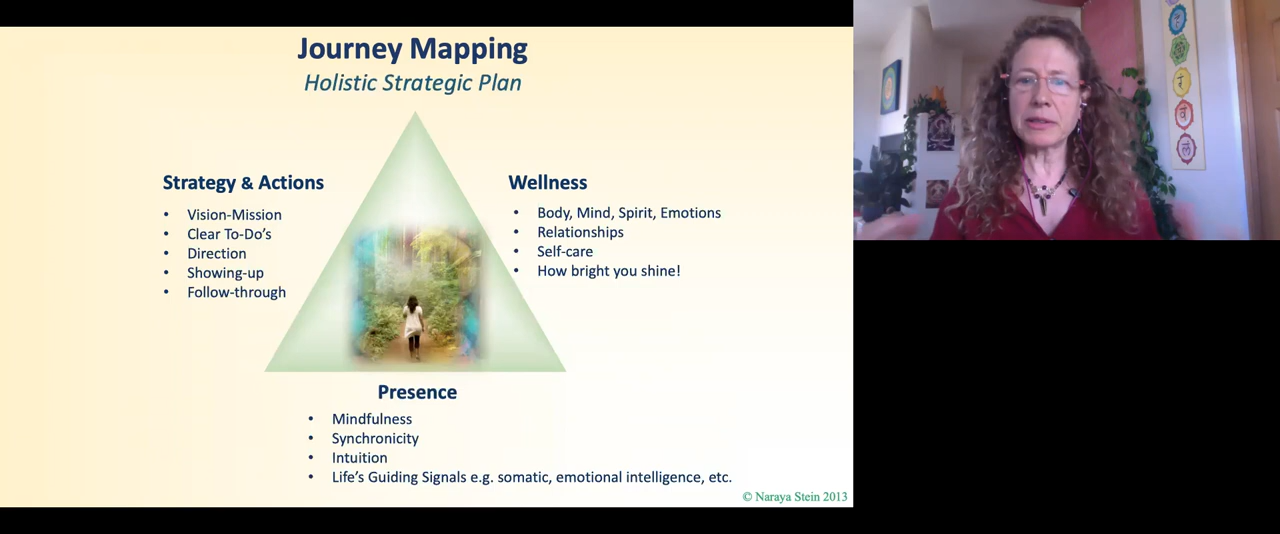 Journey Mapping
Holistic Strategic Plan
Strategy & Actions
• Vision-Mission
• Clear To-Do’s
• Direction
• Showing-up
• Follow-through
Wellness
• Body, Mind, Spirit, Emotions
• Relationships
• Self-care
• How bright you shine!
Presence
• Mindfulness
• Synchronicity
• Intuition
• Life’s Guiding Signals e.g. somatic, emotional intelligence, etc.
© Naraya Stein 2013